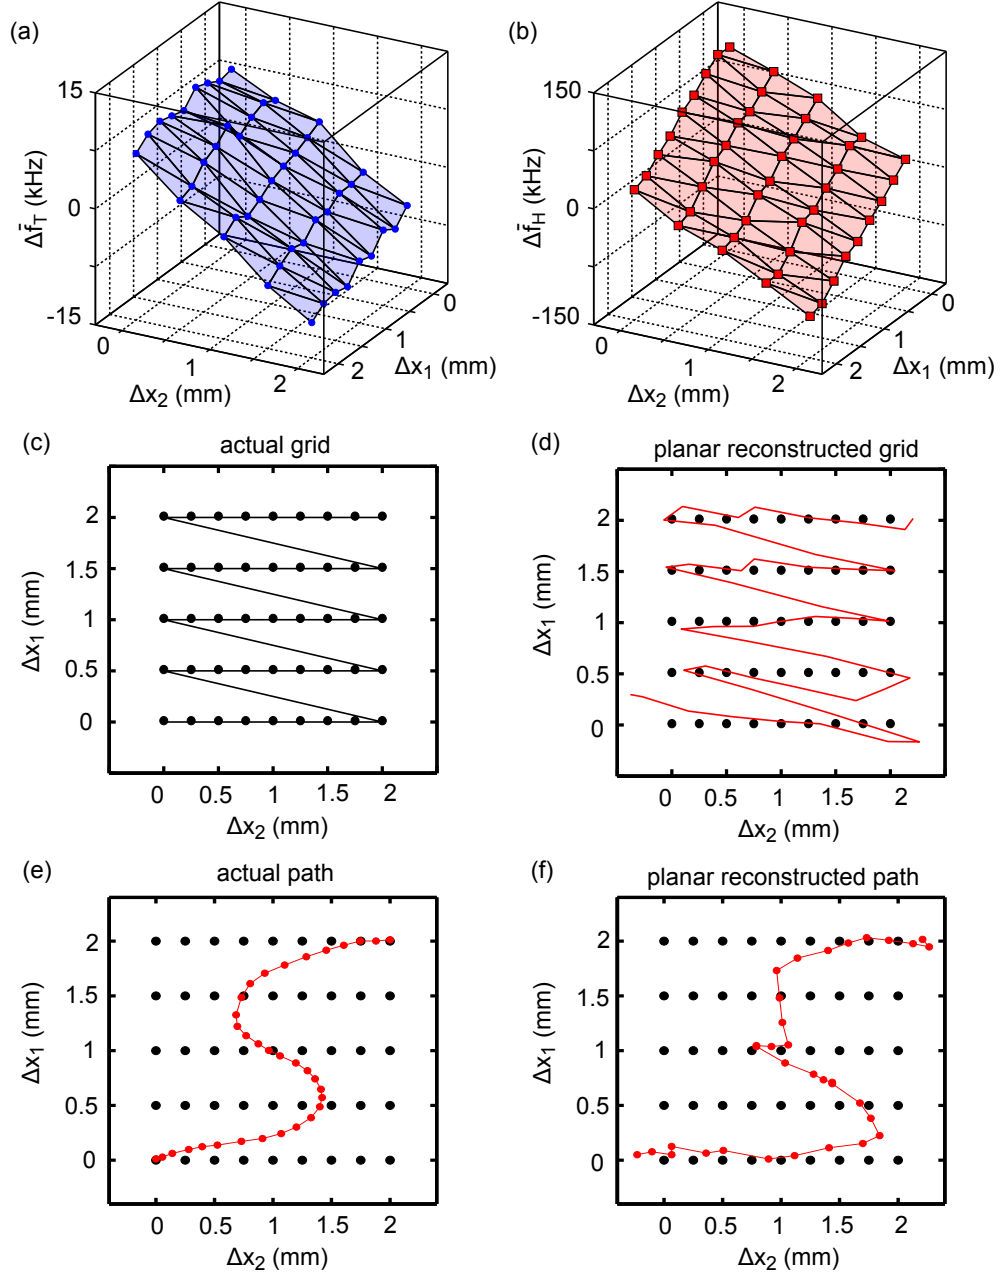 (a)
(b)
15
0
-15
Δf̄T (kHz)
0
1
2
Δx2 (mm)
0
1
2
Δx1 (mm)
150
0
-150
Δf̄H (kHz)
0
1
2
Δx2 (mm)
0
1
2
Δx1 (mm)
(c)
actual grid
2
1.5
1
0.5
0
Δx1 (mm)
0 0.5 1 1.5 2
Δx2 (mm)
(d)
planar reconstructed grid
2
1.5
1
0.5
0
Δx1 (mm)
0 0.5 1 1.5 2
Δx2 (mm)
(e)
actual path
2
1.5
1
0.5
0
Δx1 (mm)
0 0.5 1 1.5 2
Δx2 (mm)
(f)
planar reconstructed path
2
1.5
1
0.5
0
Δx1 (mm)
0 0.5 1 1.5 2
Δx2 (mm)